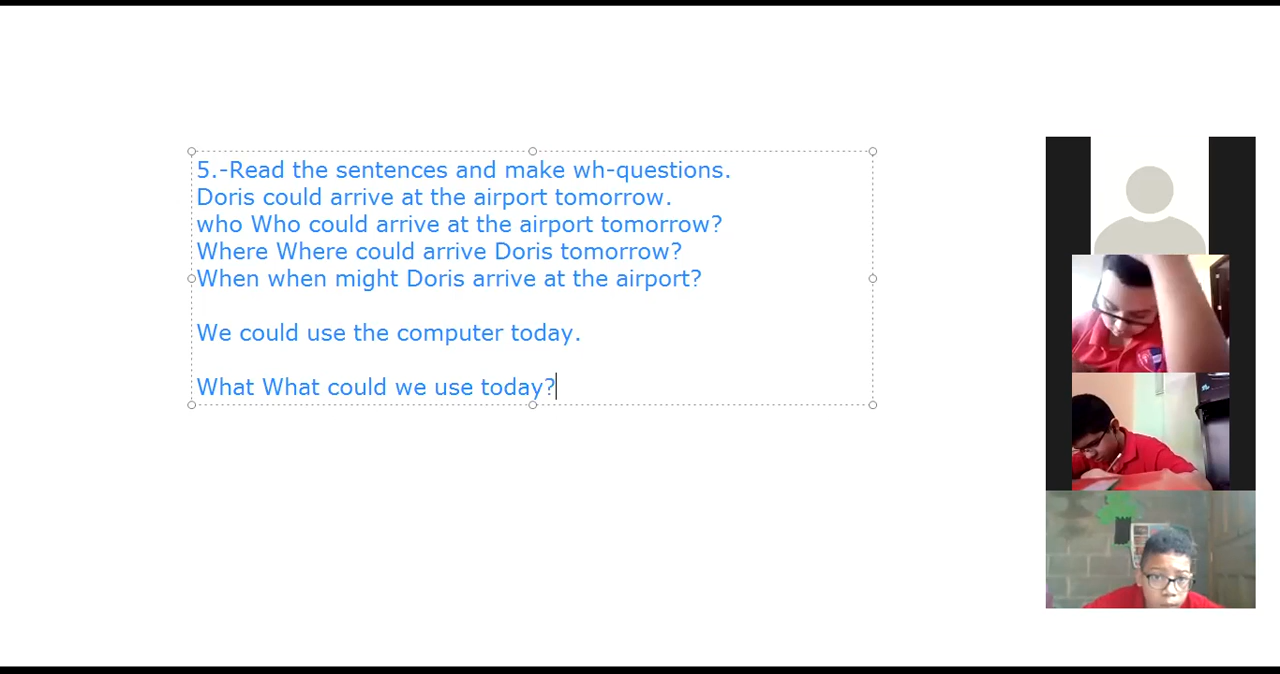 5.-Read the sentences and make wh-questions.
Doris could arrive at the airport tomorrow.
who Who could arrive at the airport tomorrow?
Where Where could arrive Doris tomorrow?
When when might Doris arrive at the airport?
We could use the computer today.
What What could we use today?